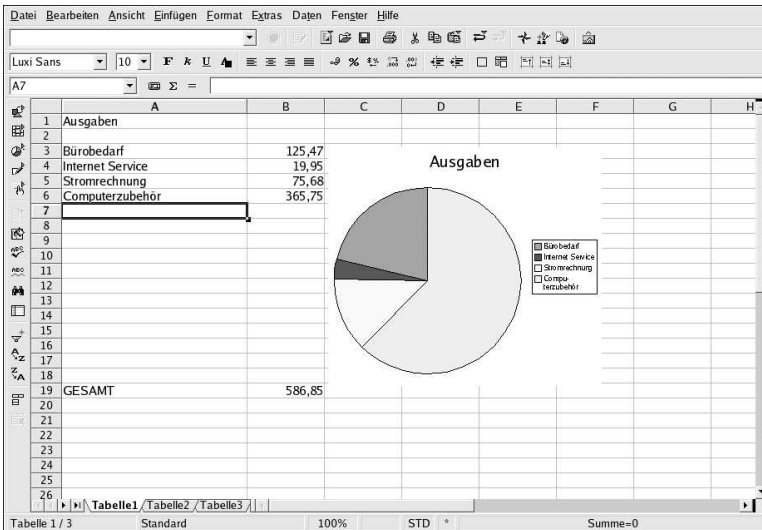 Datei Bearbeiten Ansicht Einfügen Format Extras Daten Fenster Hilfe
Luxi Sans 10 F k U A
A7 Σ =
A B C D E F G H
1 Ausgaben
2
3 Bürobedarf 125,47
4 Internet Service 19,95
5 Stromrechnung 75,68
6 Computerzubehör 365,75
7
8
9
10
11
12
13
14
15
16
17
18
19 GESAMT 586,85
20
21
22
23
24
25
26
Ausgaben
Bürobedarf
Internet Service
Stromrechnung
Compu-
terzubehör
Tabelle1 Tabelle2 Tabelle3
Tabelle 1 / 3 Standard 100% STD * Summe=0